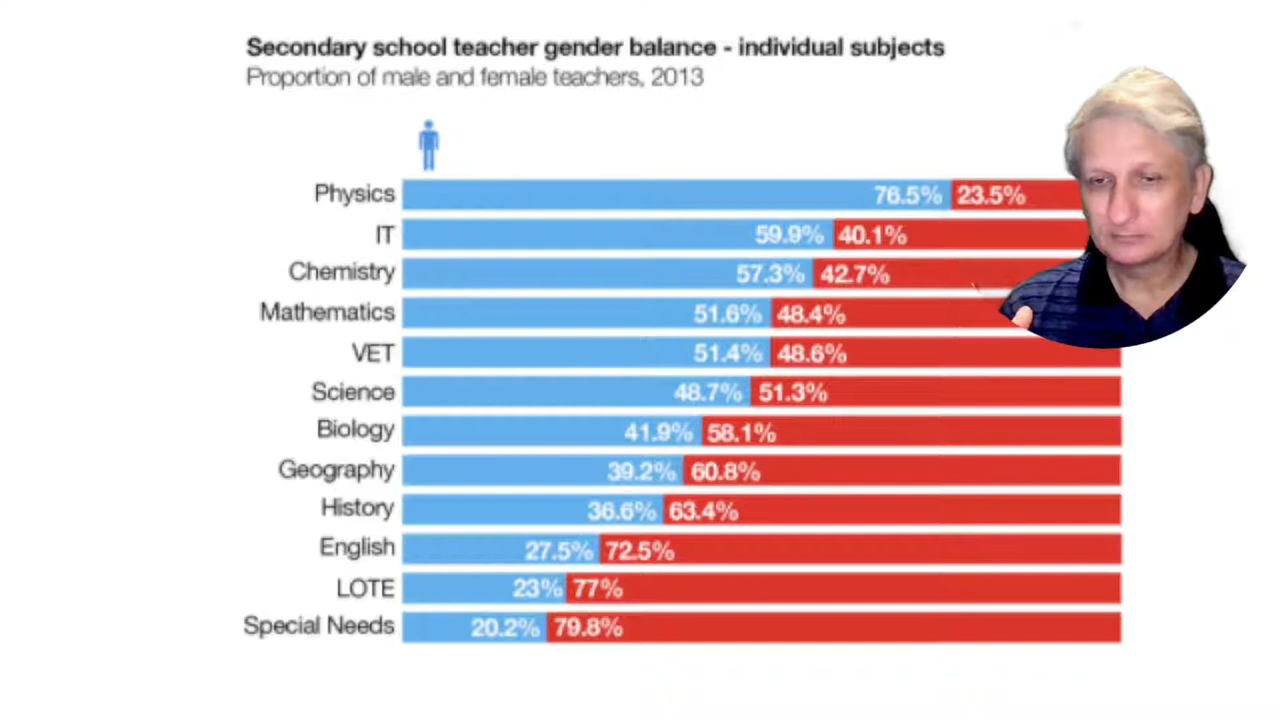 Secondary school teacher gender balance - individual subjects
Proportion of male and female teachers, 2013
Physics 76.5% 23.5%
IT 59.9% 40.1%
Chemistry 57.3% 42.7%
Mathematics 51.6% 48.4%
VET 51.4% 48.6%
Science 48.7% 51.3%
Biology 41.9% 58.1%
Geography 39.2% 60.8%
History 36.6% 63.4%
English 27.5% 72.5%
LOTE 23% 77%
Special Needs 20.2% 79.8%